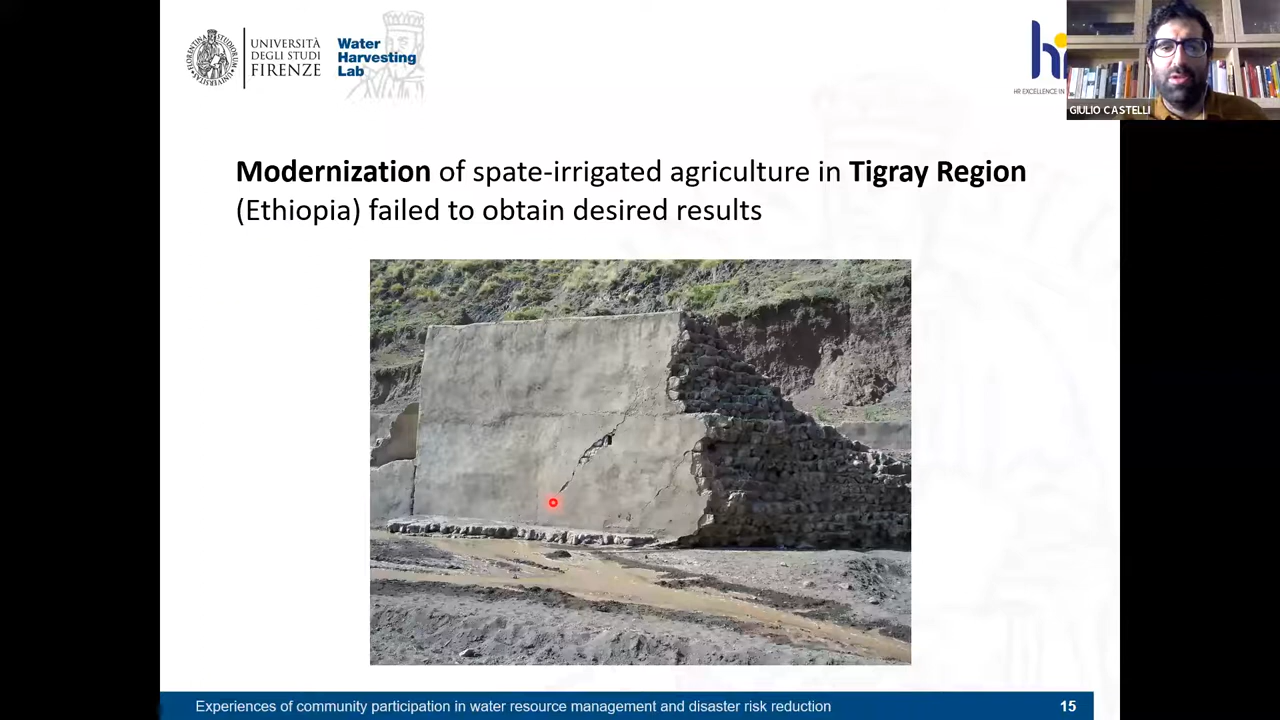 UNIVERSITÀ
DEGLI STUDI
FIRENZE
Water
Harvesting
Lab
HR EXCELLENCE IN
GIULIO CASTELLI
Modernization of spate-irrigated agriculture in Tigray Region
(Ethiopia) failed to obtain desired results
Experiences of community participation in water resource management and disaster risk reduction
15